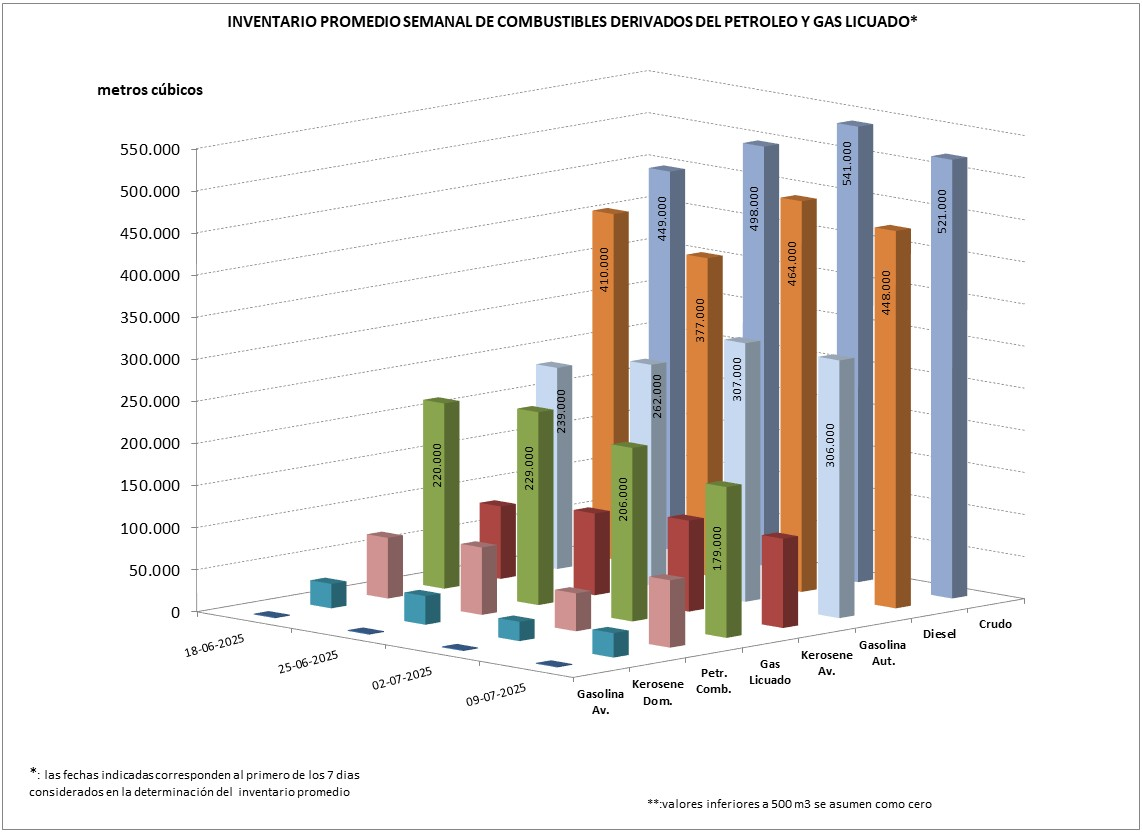 INVENTARIO PROMEDIO SEMANAL DE COMBUSTIBLES DERIVADOS DEL PETROLEO Y GAS LICUADO*
metros cúbicos
550.000
500.000
450.000
400.000
350.000
300.000
250.000
200.000
150.000
100.000
50.000
0
449.000
498.000
541.000
521.000
410.000
377.000
464.000
448.000
239.000
262.000
307.000
306.000
220.000
229.000
206.000
179.000
18-06-2025
25-06-2025
02-07-2025
09-07-2025
Gasolina
Av.
Kerosene
Dom.
Petr.
Comb.
Gas
Licuado
Kerosene
Av.
Gasolina
Aut.
Diesel
Crudo
*: las fechas indicadas corresponden al primero de los 7 dias
considerados en la determinación del inventario promedio
**:valores inferiores a 500 m3 se asumen como cero